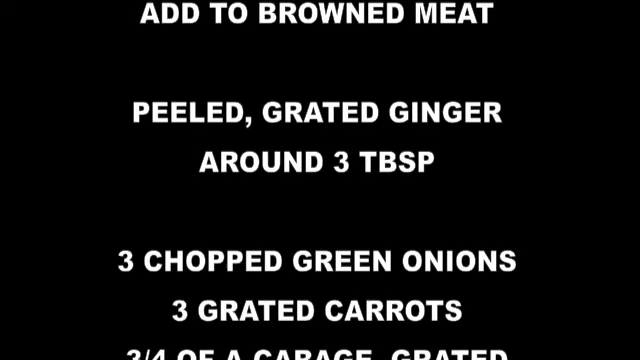 ADD TO BROWNED MEAT
PEELED, GRATED GINGER
AROUND 3 TBSP
3 CHOPPED GREEN ONIONS
3 GRATED CARROTS
3/4 OF A CABAGE, GRATED